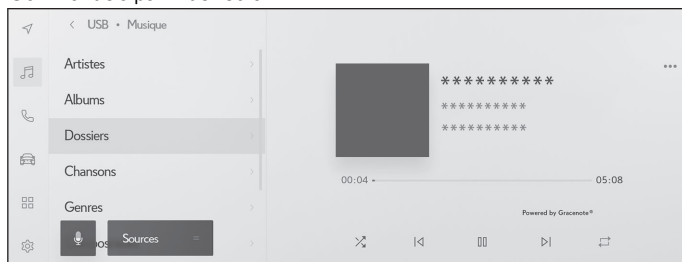 USB • Musique
Artistes
Albums
Dossiers
Chansons
Genres
Sources
**********
**********
**********
00:04
05:08
Powered by Gracenote®